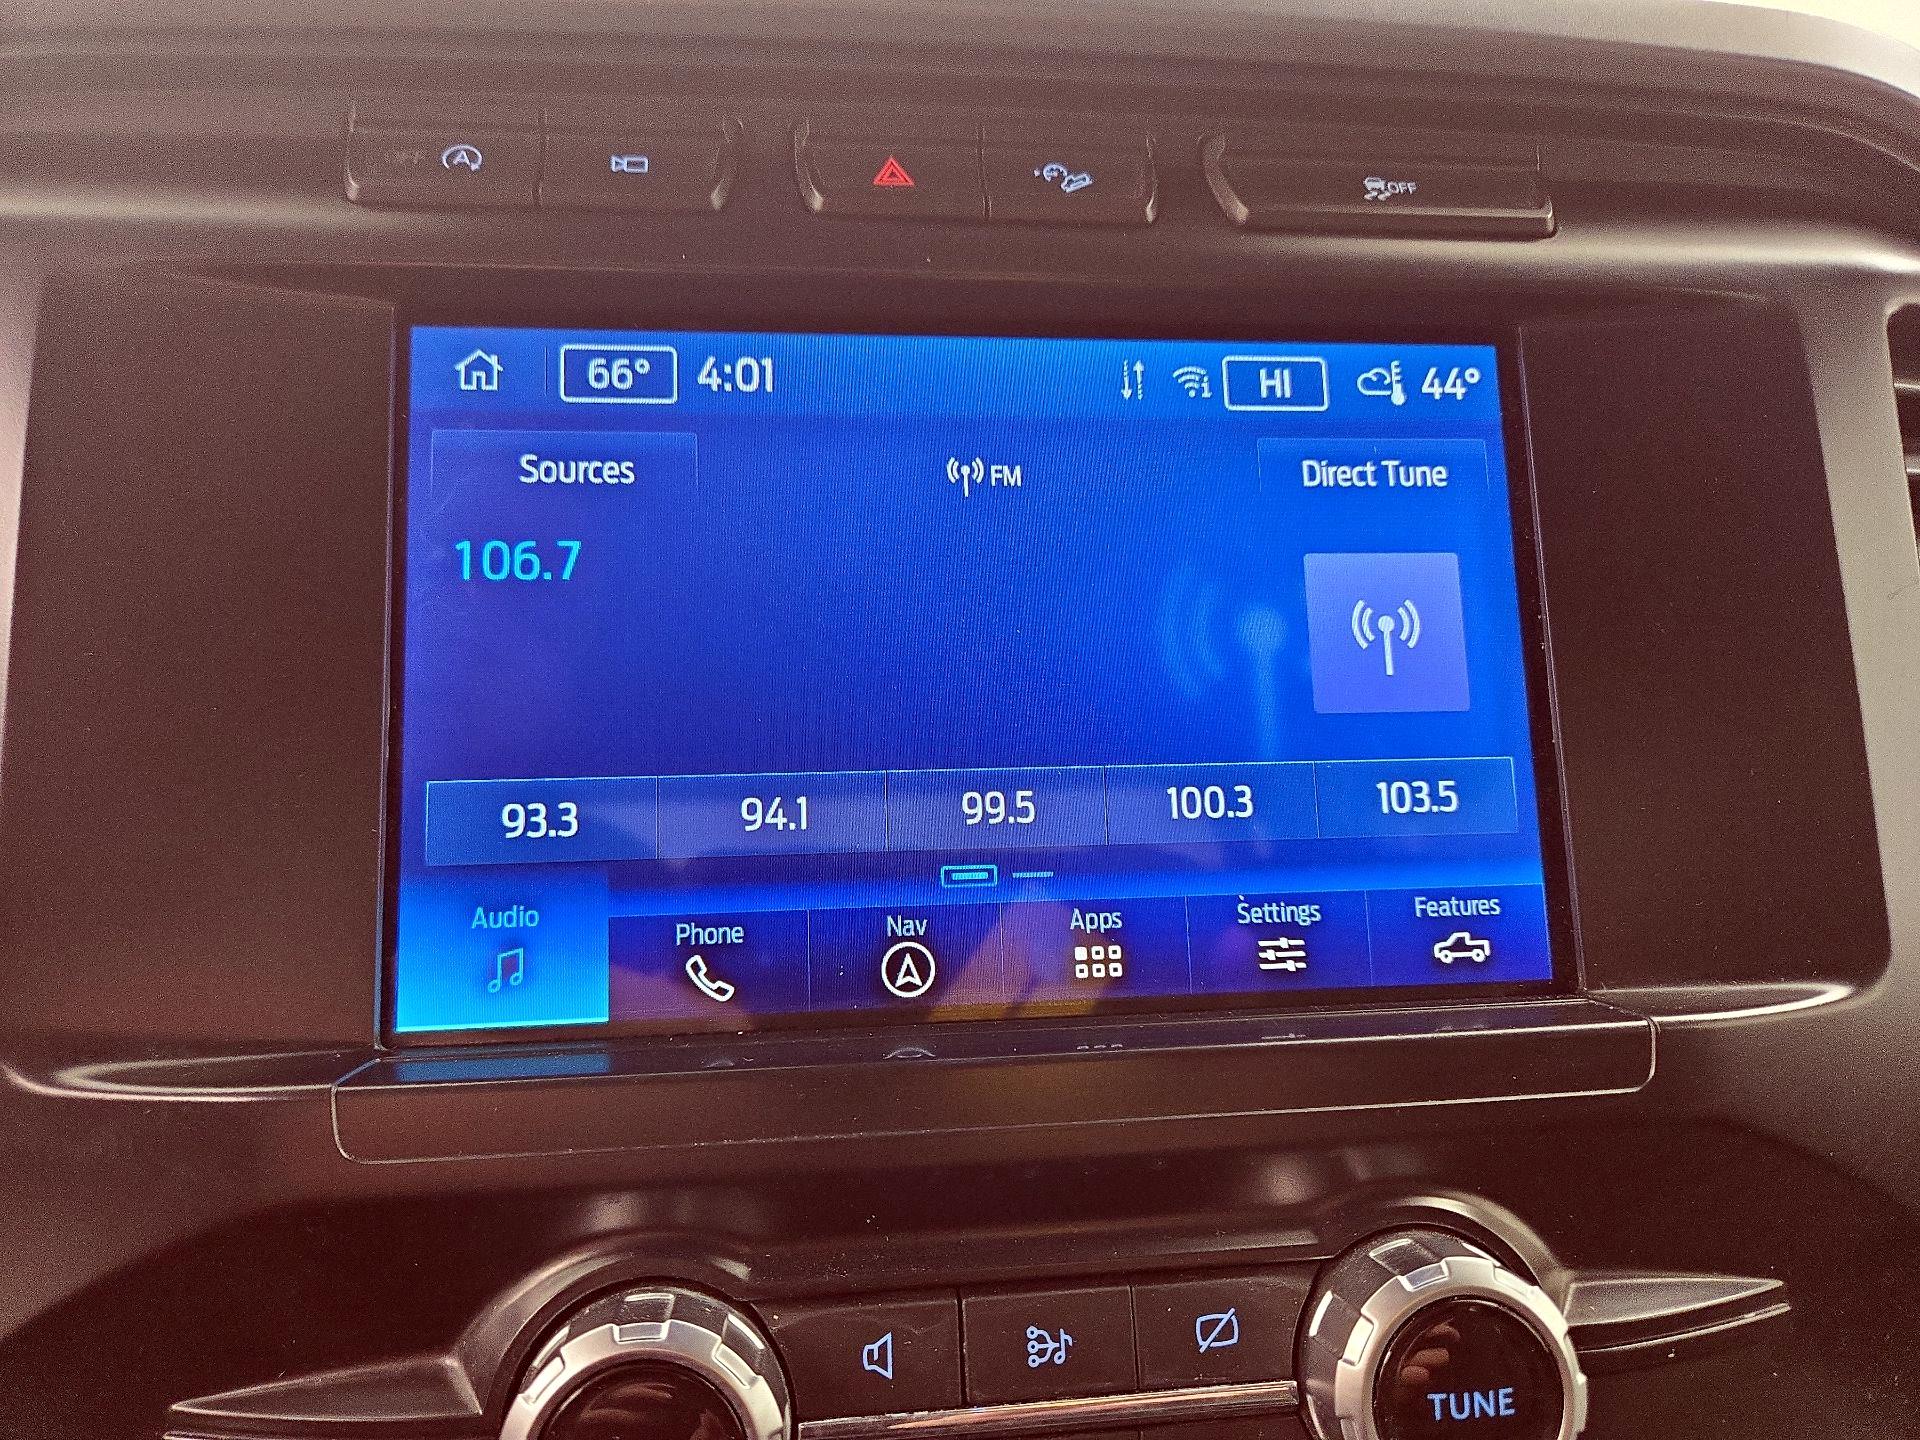 OFF A
OFF
66° 4:01 HI 44°
Sources FM Direct Tune
106.7
93.3 94.1 99.5 100.3 103.5
Audio Phone Nav Apps Settings Features
TUNE